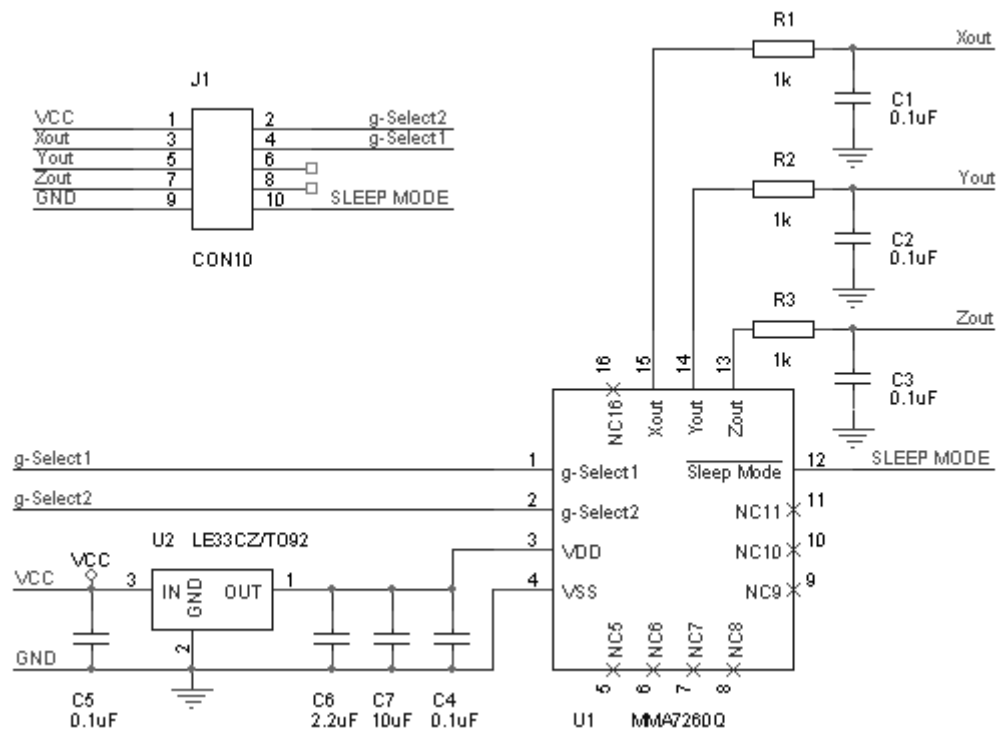 R1
Xout
1k
C1
0.1uF
J1
VCC 1 2 g-Select2
Xout 3 4 g-Select1
Yout 5 6
Zout 7 8
GND 9 10 SLEEP MODE
CON10
R2
Yout
1k
C2
0.1uF
R3
Zout
1k
C3
0.1uF
16 15 14 13
NC16 Xout Yout Zout
g-Select1 1 g-Select1 Sleep Mode 12 SLEEP MODE
g-Select2 2 g-Select2 NC11 11
U2 LE33CZ/TO92
3 VDD NC10 10
VCC
VCC 3 IN GND OUT 1 4 VSS NC9 9
2
GND
NC5 NC6 NC7 NC8
5 6 7 8
C5
0.1uF
C6
2.2uF
C7
10uF
C4
0.1uF
U1 MMA7260Q